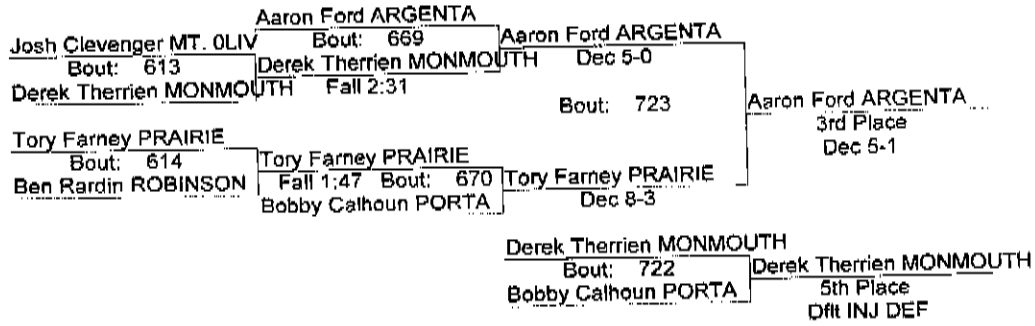 Aaron Ford ARGENTA
Josh Clevenger MT. OLIV Bout: 669 Aaron Ford ARGENTA
Bout: 613 Derek Therrien MONMOUTH Dec 5-0
Derek Therrien MONMOUTH Fall 2:31
Bout: 723 Aaron Ford ARGENTA
3rd Place
Tory Farney PRAIRIE Dec 5-1
Bout: 614 Tory Farney PRAIRIE
Ben Rardin ROBINSON Fall 1:47 Bout: 670 Tory Farney PRAIRIE
Bobby Calhoun PORTA Dec 8-3
Derek Therrien MONMOUTH
Bout: 722 Derek Therrien MONMOUTH
Bobby Calhoun PORTA 5th Place
Dflt INJ DEF